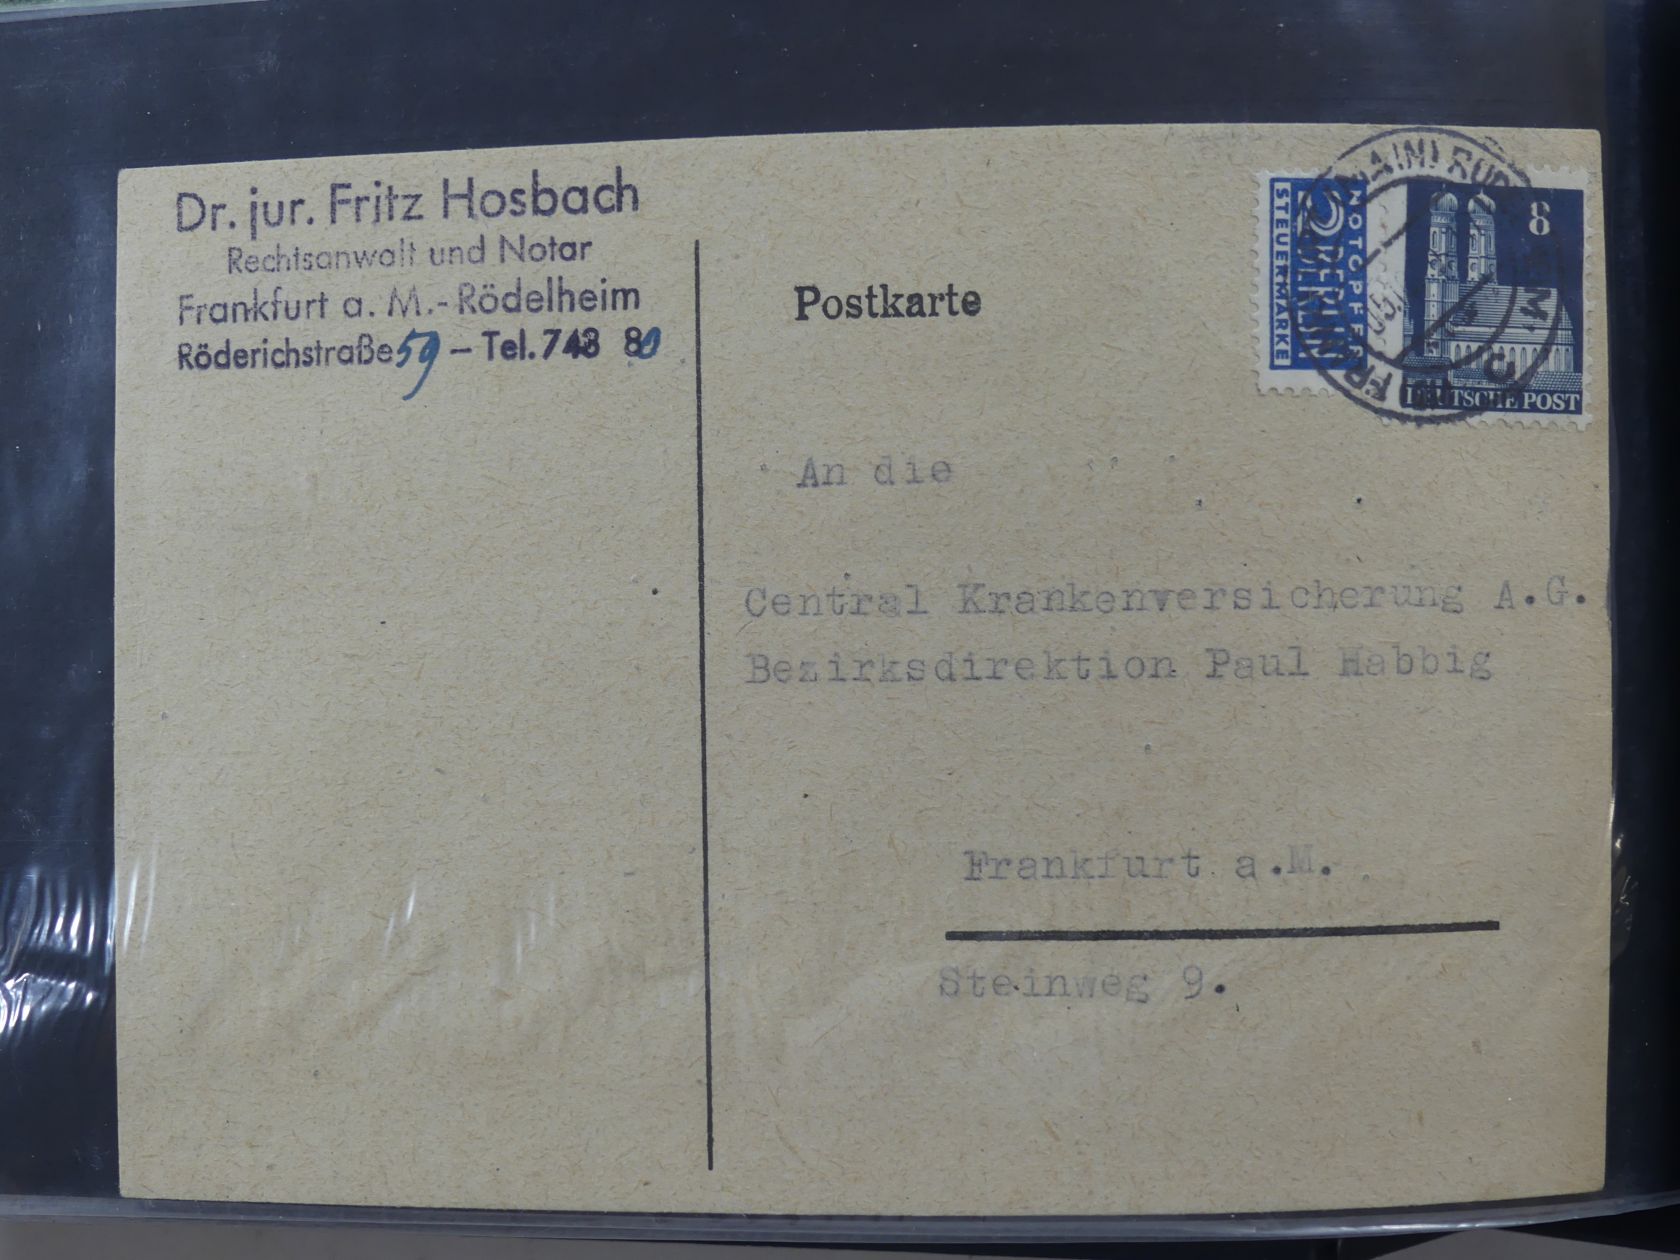 Dr. jur. Fritz Hosbach
Rechtsanwalt und Notar
Frankfurt a. M.-Rödelheim
Röderichstraße 59 – Tel. 743 80
Postkarte
NOTOPFER
2 BERLIN
STEUERMARKE
8
DEUTSCHE POST
An die
Central Krankenversicherung A.G.
Bezirksdirektion Paul Habbig
Frankfurt a.M.
Steinweg 9.